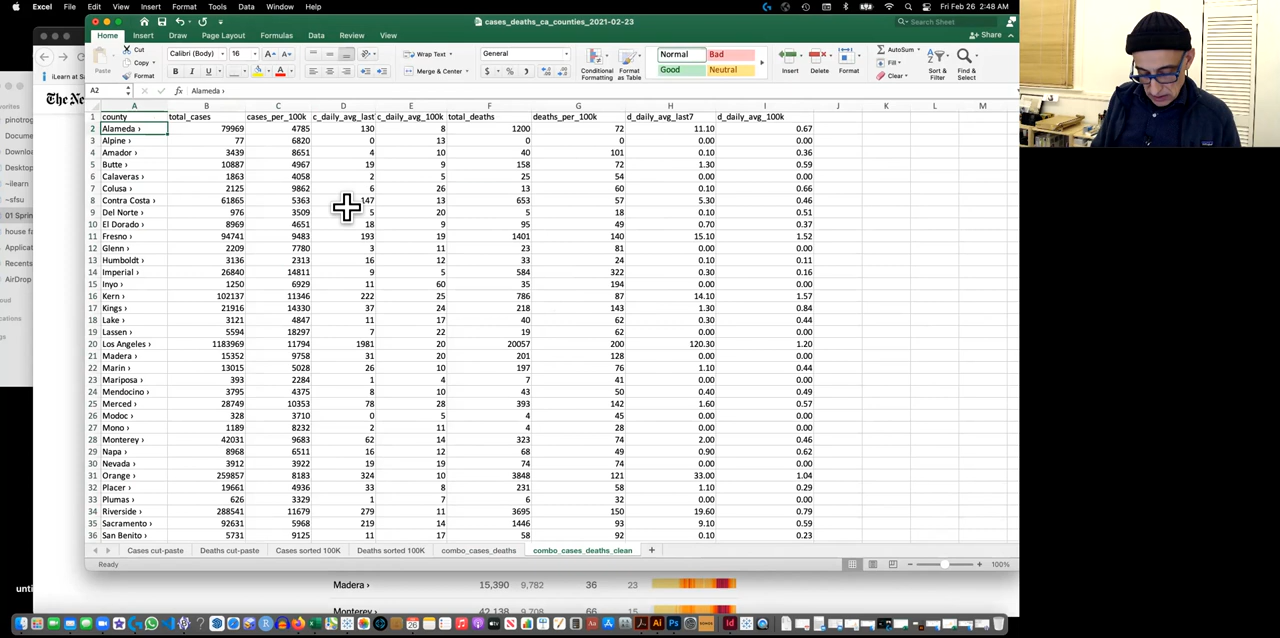 Excel File Edit View Insert Format Tools Data Window Help Fri Feb 26 2:48 AM
cases_deaths_ca_counties_2021-02-23 Search Sheet
Home Insert Draw Page Layout Formulas Data Review View Share
Paste Cut Copy Format Calibri (Body) 16 Wrap Text General Normal Bad AutoSum
B I U Merge & Center $ % Conditional Formatting Format as Table Good Neutral Insert Delete Format Fill Clear Sort & Filter Find & Select
A2 Alameda ›
A B C D E F G H I J K L M
1 county total_cases cases_per_100k c_daily_avg_last c_daily_avg_100k total_deaths deaths_per_100k d_daily_avg_last7 d_daily_avg_100k
2 Alameda › 79969 4785 130 8 1200 72 11.10 0.67
3 Alpine › 77 6820 0 13 0 0 0.00 0.00
4 Amador › 3439 8651 4 10 40 101 0.10 0.36
5 Butte › 10887 4967 19 9 158 72 1.30 0.59
6 Calaveras › 1863 4058 2 5 25 54 0.00 0.00
7 Colusa › 2125 9862 6 26 13 60 0.10 0.66
8 Contra Costa › 61865 5363 147 13 653 57 5.30 0.46
9 Del Norte › 976 3509 5 20 5 18 0.10 0.51
10 El Dorado › 8969 4651 18 9 95 49 0.70 0.37
11 Fresno › 94741 9483 193 19 1401 140 15.10 1.52
12 Glenn › 2209 7780 3 11 23 81 0.00 0.00
13 Humboldt › 3136 2313 16 12 33 24 0.10 0.11
14 Imperial › 26840 14811 9 5 584 322 0.30 0.16
15 Inyo › 1250 6929 11 60 35 194 0.00 0.00
16 Kern › 102137 11346 222 25 786 87 14.10 1.57
17 Kings › 21916 14330 37 24 218 143 1.30 0.84
18 Lake › 3121 4847 11 17 40 62 0.30 0.44
19 Lassen › 5594 18297 7 22 19 62 0.00 0.00
20 Los Angeles › 1183969 11794 1981 20 20057 200 120.30 1.20
21 Madera › 15352 9758 31 20 201 128 0.00 0.00
22 Marin › 13015 5028 26 10 197 76 1.10 0.44
23 Mariposa › 393 2284 1 4 7 41 0.00 0.00
24 Mendocino › 3795 4375 8 10 43 50 0.40 0.49
25 Merced › 28749 10353 78 28 393 142 1.60 0.57
26 Modoc › 328 3710 0 5 4 45 0.00 0.00
27 Mono › 1189 8232 2 11 4 28 0.00 0.00
28 Monterey › 42031 9683 62 14 323 74 2.00 0.46
29 Napa › 8968 6511 16 12 68 49 0.90 0.62
30 Nevada › 3912 3922 19 19 74 74 0.00 0.00
31 Orange › 259857 8183 324 10 3848 121 33.00 1.04
32 Placer › 19661 4936 33 8 231 58 1.10 0.29
33 Plumas › 626 3329 1 7 6 32 0.00 0.00
34 Riverside › 288541 11679 279 11 3695 150 19.60 0.79
35 Sacramento › 92631 5968 219 14 1446 93 9.10 0.59
36 San Benito › 5731 9125 11 17 58 92 0.10 0.23
Cases cut-paste Deaths cut-paste Cases sorted 100K Deaths sorted 100K combo_cases_deaths combo_cases_deaths_clean +
Ready 100%
Madera › 15,390 9,782 36 23
Monterey › 42,138 9,708 66 15
iLearn at Sa
The Ne
avorites
pinotrog
Docume
Desktop
~ilearn
~sfsu
01 Sprin
house fa
Applicat
Recents
AirDrop
oud
cations
gs
unti